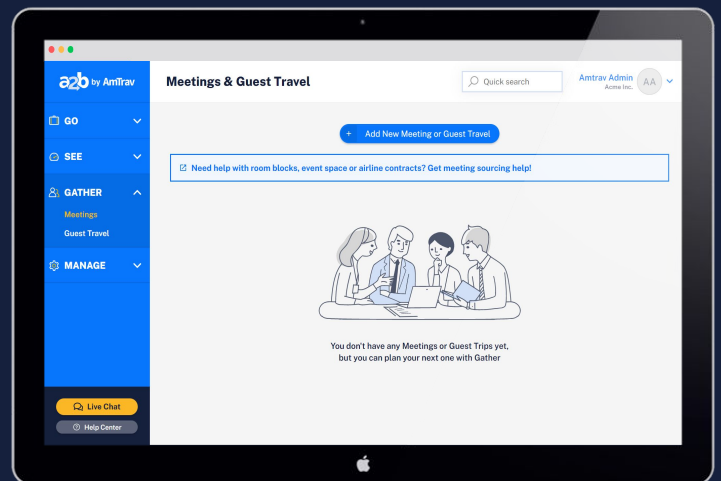 a2b by AmTrav
Meetings & Guest Travel
Quick search
Amtrav Admin
Acme Inc.
AA
GO
SEE
GATHER
Meetings
Guest Travel
MANAGE
+ Add New Meeting or Guest Travel
Need help with room blocks, event space or airline contracts? Get meeting sourcing help!
You don't have any Meetings or Guest Trips yet,
but you can plan your next one with Gather
Live Chat
Help Center